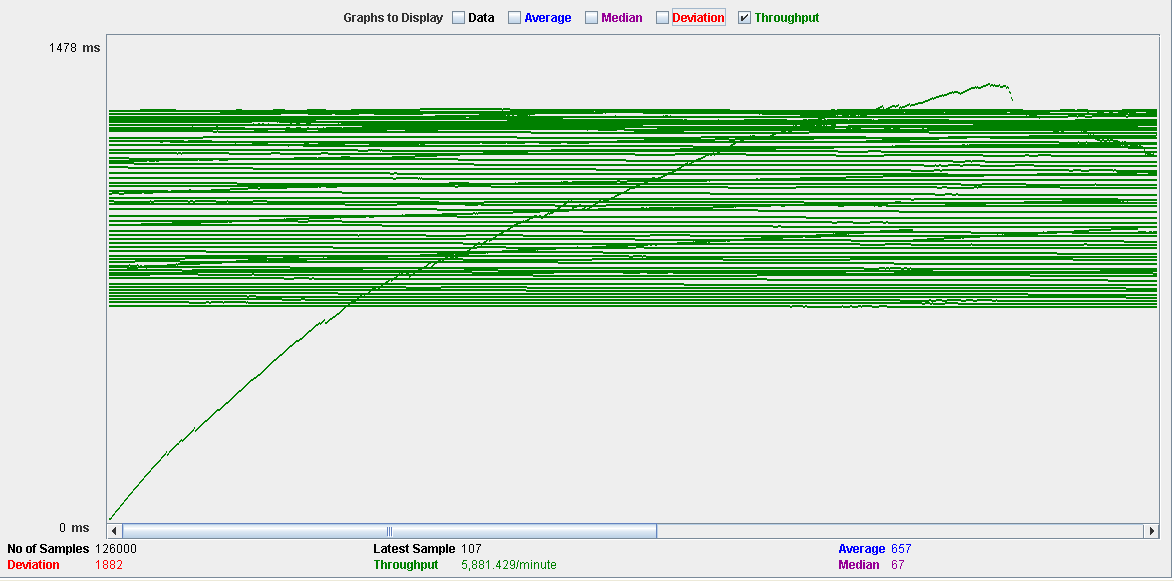 Graphs to Display Data Average Median Deviation Throughput
1478 ms
0 ms
No of Samples 126000 Latest Sample 107 Average 657
Deviation 1882 Throughput 5,881.429/minute Median 67